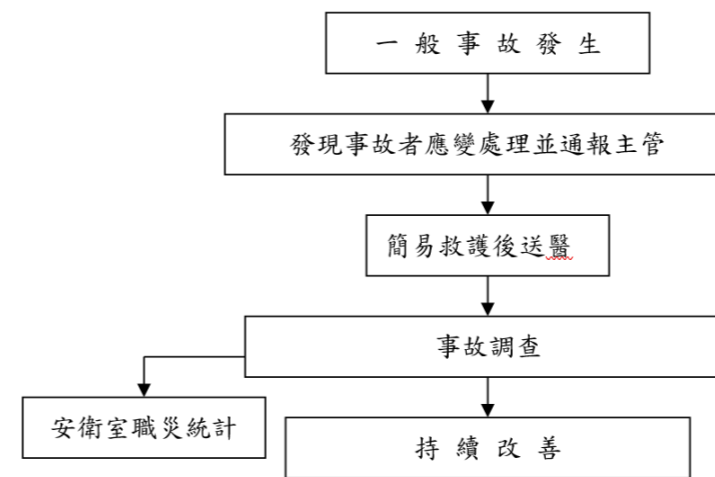 一般事故發生
發現事故者應變處理並通報主管
簡易救護後送醫
事故調查
安衛室職災統計
持續改善